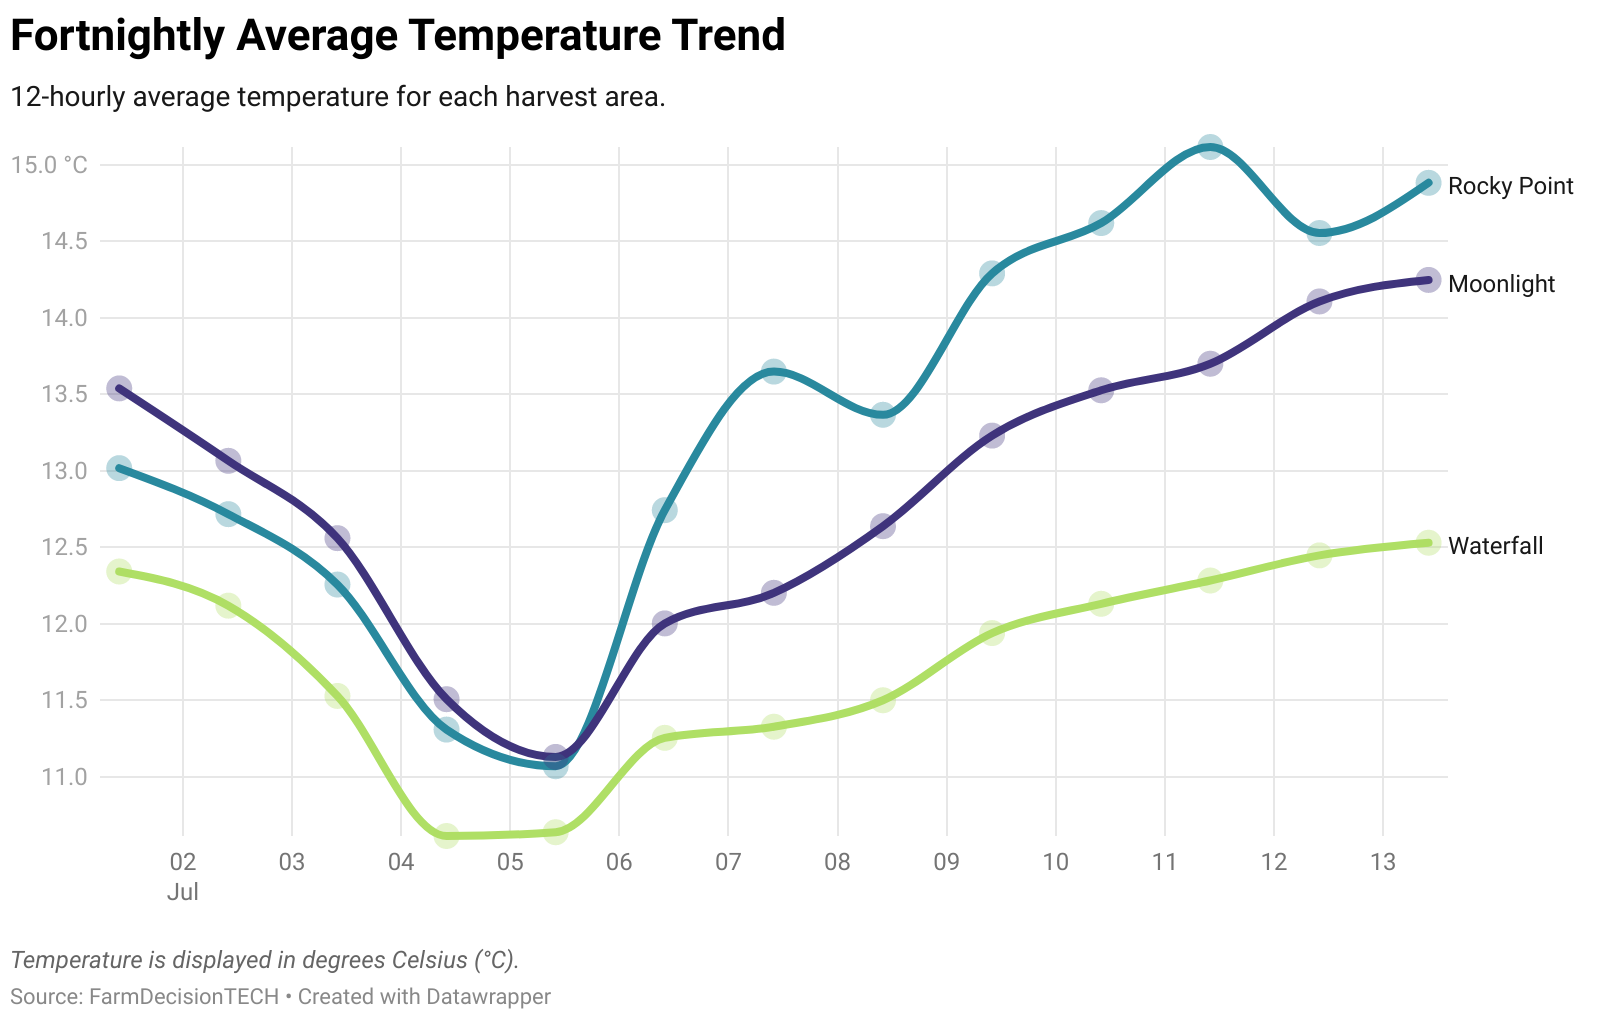 Fortnightly Average Temperature Trend
12-hourly average temperature for each harvest area.
15.0 °C
14.5
14.0
13.5
13.0
12.5
12.0
11.5
11.0
Rocky Point
Moonlight
Waterfall
02 03 04 05 06 07 08 09 10 11 12 13
Jul
Temperature is displayed in degrees Celsius (°C).
Source: FarmDecisionTECH • Created with Datawrapper